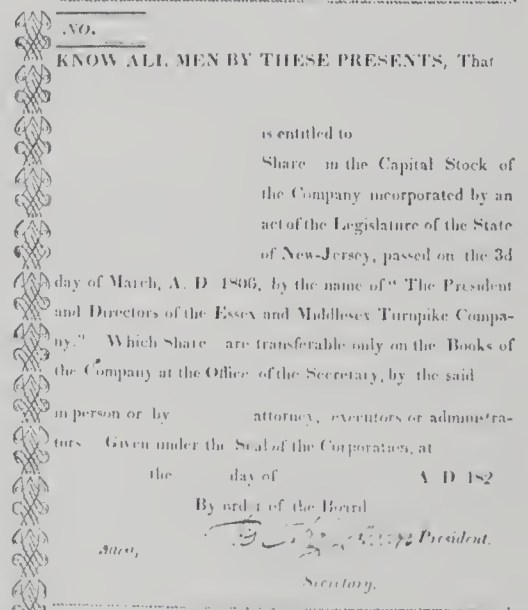 NO.
KNOW ALL MEN BY THESE PRESENTS, That
is entitled to
Share in the Capital Stock of
the Company incorporated by an
act of the Legislature of the State
of New-Jersey, passed on the 3d
day of March, A. D. 1806, by the name of "The President
and Directors of the Essex and Middlesex Turnpike Compa-
ny." Which Share are transferable only on the Books of
the Company at the Office of the Secretary, by the said
in person or by attorney, executors or administra-
tors Given under the Seal of the Corporation, at
the day of A D 182
By order of the Board
President.
Attest,
Secretary.